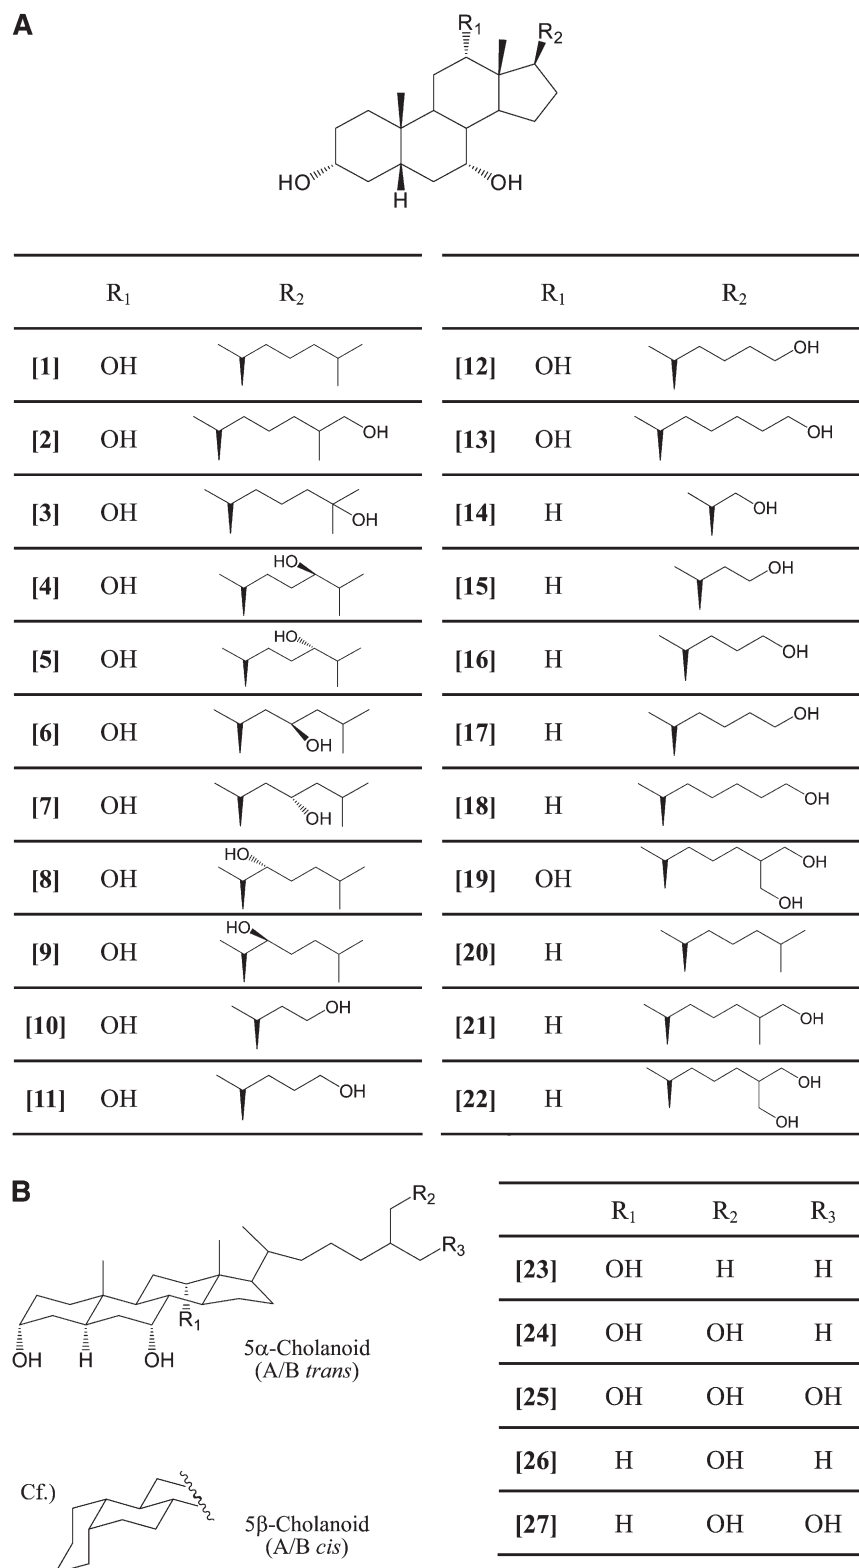 A
R1
R2
HO
OH
H
R1 R2
[1] OH
[2] OH OH
[3] OH OH
[4] OH HO
[5] OH HO
[6] OH OH
[7] OH OH
[8] OH HO
[9] OH HO
[10] OH OH
[11] OH OH
R1 R2
[12] OH OH
[13] OH OH
[14] H OH
[15] H OH
[16] H OH
[17] H OH
[18] H OH
[19] OH OH
OH
[20] H
[21] H OH
[22] H OH
OH
B
R2
R3
R1
OH H OH
5α-Cholanoid
(A/B trans)
Cf.)
5β-Cholanoid
(A/B cis)
R1 R2 R3
[23] OH H H
[24] OH OH H
[25] OH OH OH
[26] H OH H
[27] H OH OH